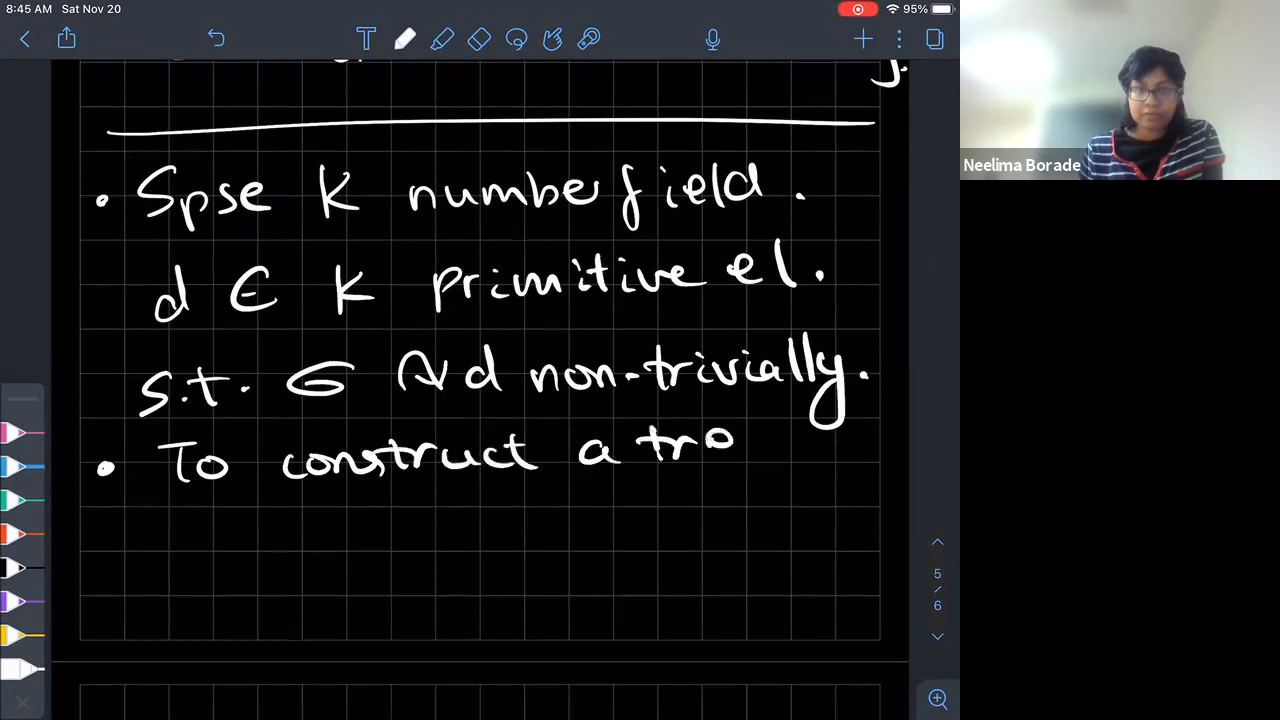 8:45 AM Sat Nov 20
95%
Neelima Borade
• Spse K number field.
d ∈ K primitive el.
s.t. G ↷ d non-trivially.
• To construct a tro
5
/
6